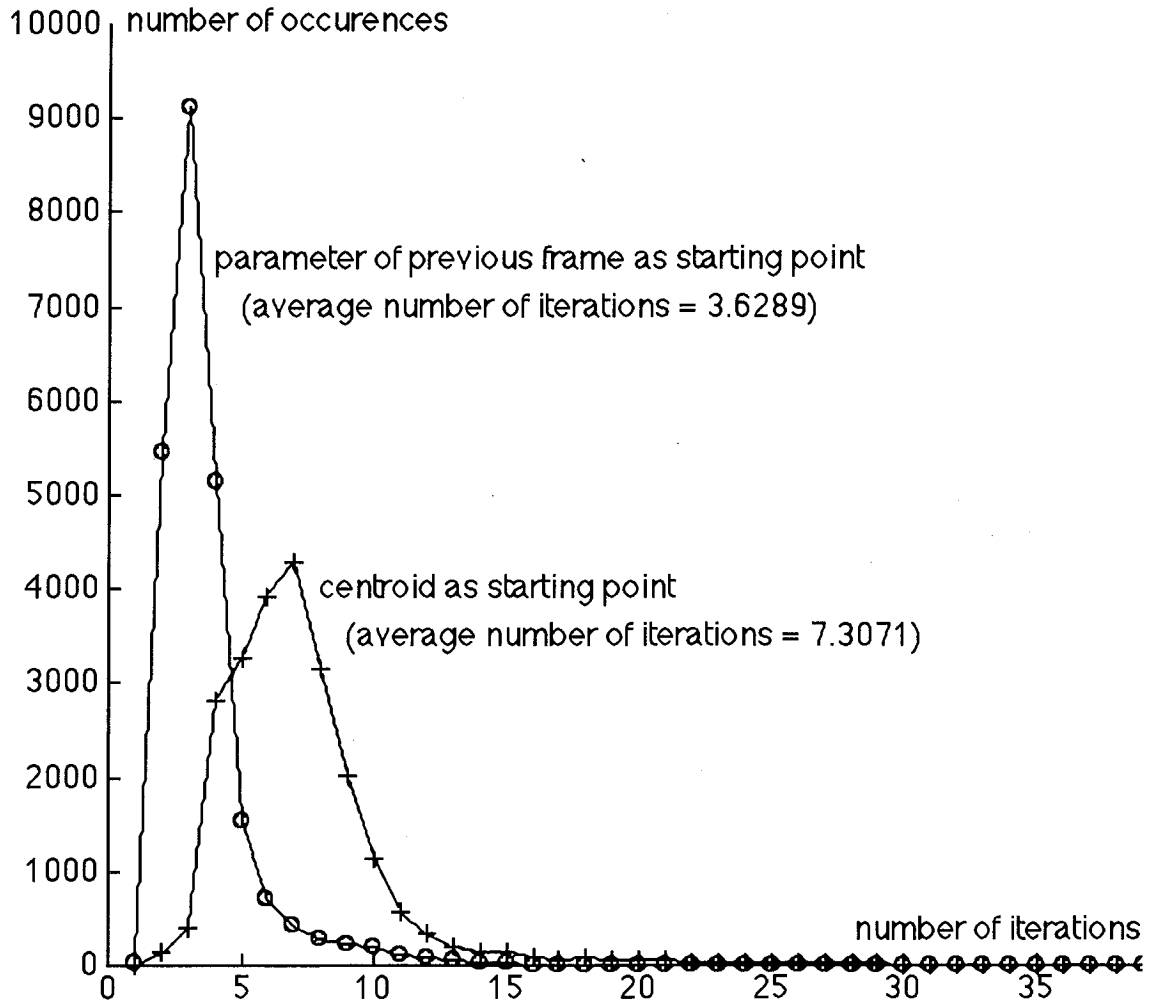 10000
number of occurences
9000
8000
parameter of previous frame as starting point
7000
(average number of iterations = 3.6289)
6000
5000
4000
centroid as starting point
(average number of iterations = 7.3071)
3000
2000
1000
number of iterations
0
0 5 10 15 20 25 30 35